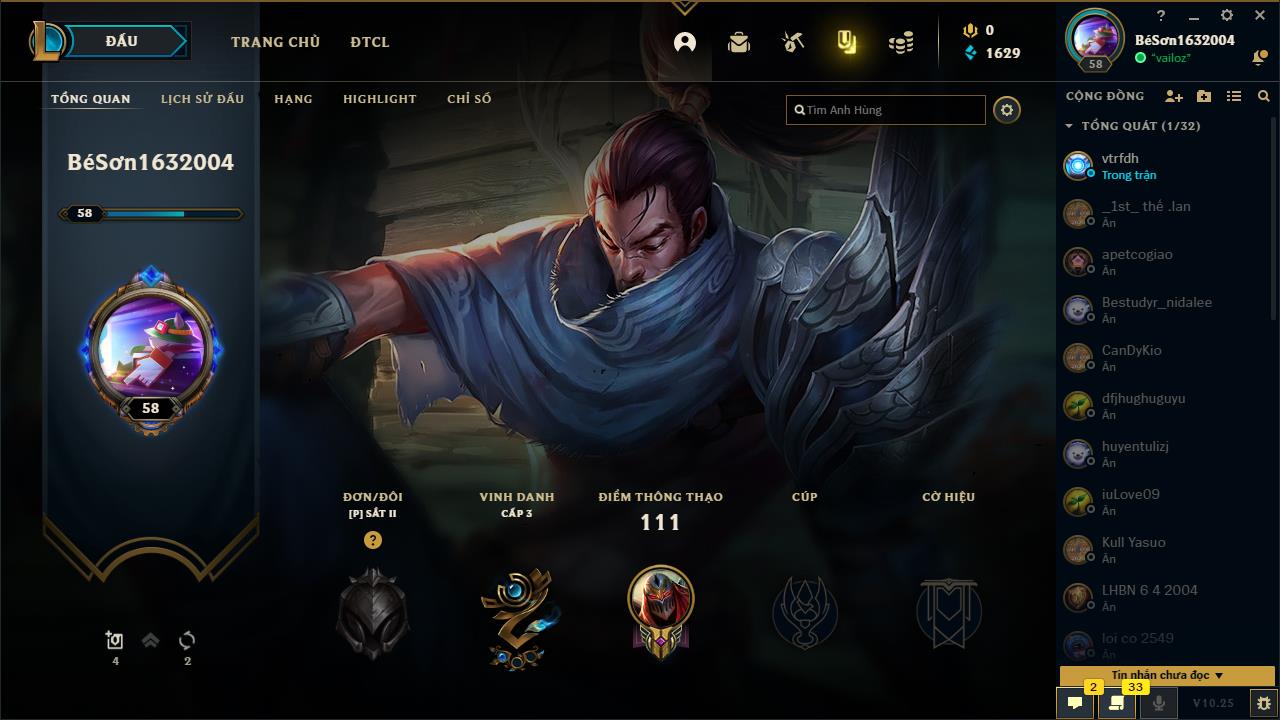 ĐẤU
TRANG CHỦ
ĐTCL
0
1629
?
BéSơn1632004
58
"vailoz"
TỔNG QUAN
LỊCH SỬ ĐẤU
HẠNG
HIGHLIGHT
CHỈ SỐ
Tìm Anh Hùng
CỘNG ĐỒNG
TỔNG QUÁT (1/32)
BéSơn1632004
58
58
ĐƠN/ĐÔI
[P] SẮT II
?
VINH DANH
CẤP 3
ĐIỂM THÔNG THẠO
111
CÚP
CỜ HIỆU
4
2
vtrfdh
Trong trận
_1st_ thế .lan
Ẩn
apetcogiao
Ẩn
Bestudyr_nidalee
Ẩn
CanDyKio
Ẩn
dfjhughuguyu
Ẩn
huyentulizj
Ẩn
iuLove09
Ẩn
Kull Yasuo
Ẩn
LHBN 6 4 2004
Ẩn
loi co 2549
Ẩn
Tin nhắn chưa đọc
2
33
V10.25